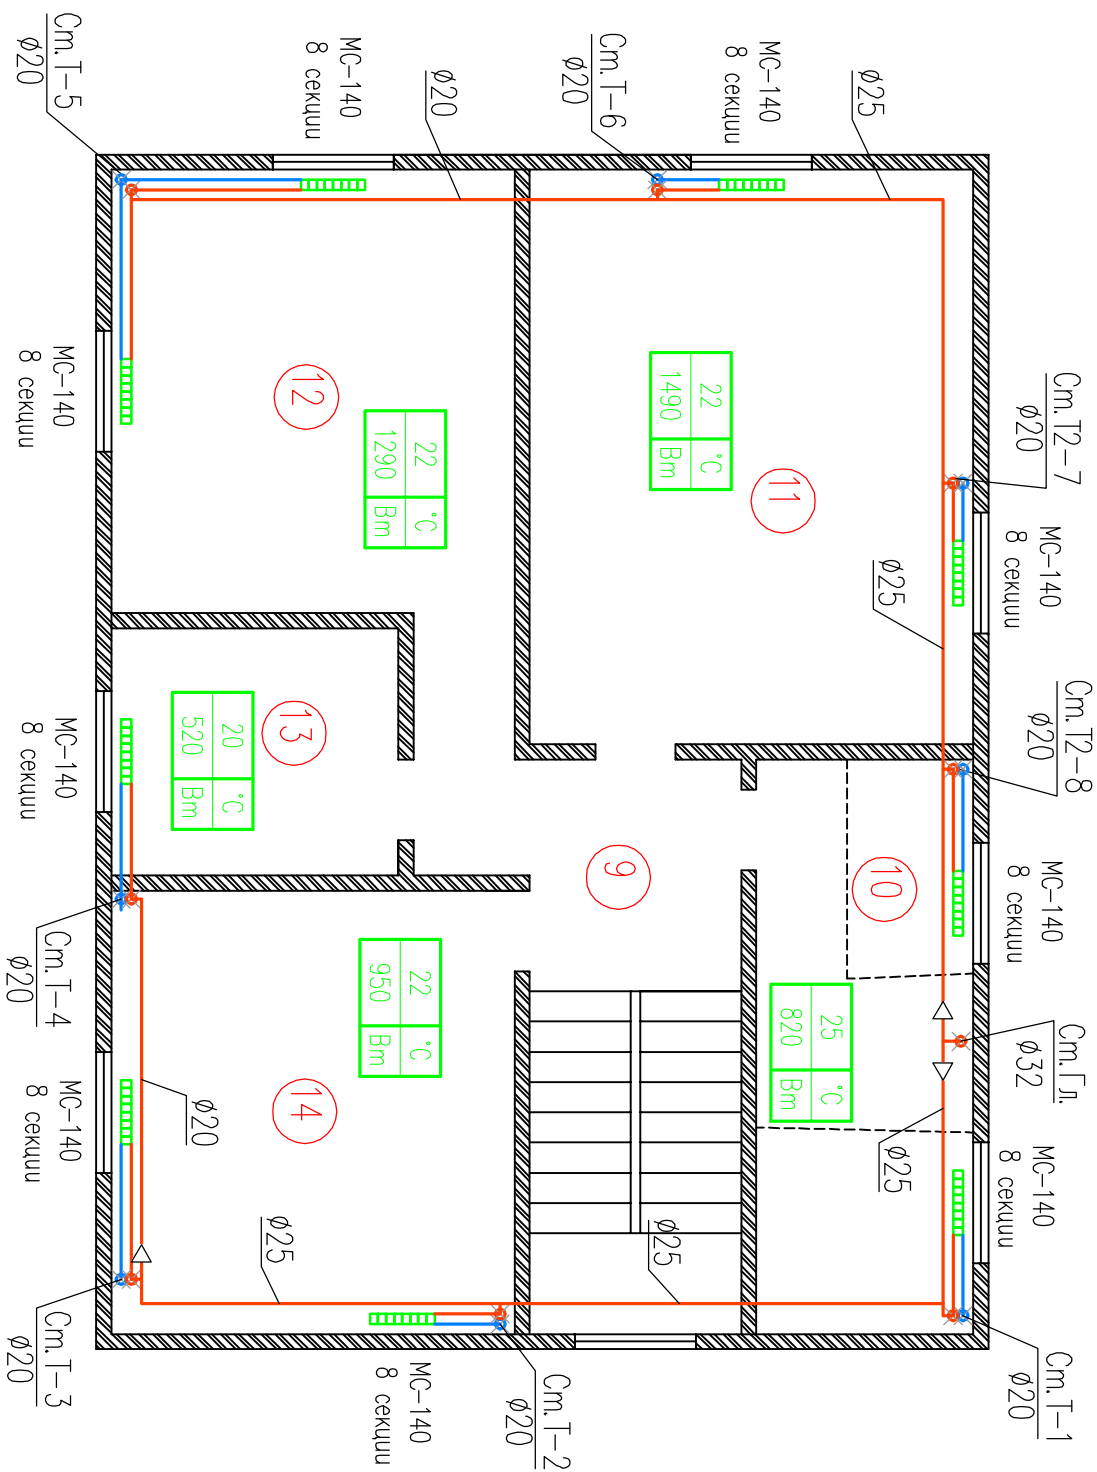 Ст.Т-5
Ø20
МС-140
8 секции
Ø20
Ст.Т-6
Ø20
МС-140
8 секции
Ø25
МС-140
8 секции
12
22
°С
1290
Вт
22
°С
1490
Вт
11
Ст.Т2-7
Ø20
МС-140
8 секции
Ø25
Ст.Т2-8
Ø20
МС-140
8 секции
МС-140
8 секции
13
20
°С
520
Вт
9
10
Ст.Т-4
Ø20
22
°С
950
Вт
25
°С
820
Вт
Ст.Гл.
Ø32
МС-140
8 секции
Ø20
14
Ø25
МС-140
8 секции
Ø25
Ø25
Ст.Т-3
Ø20
МС-140
8 секции
Ст.Т-2
Ø20
Ст.Т-1
Ø20